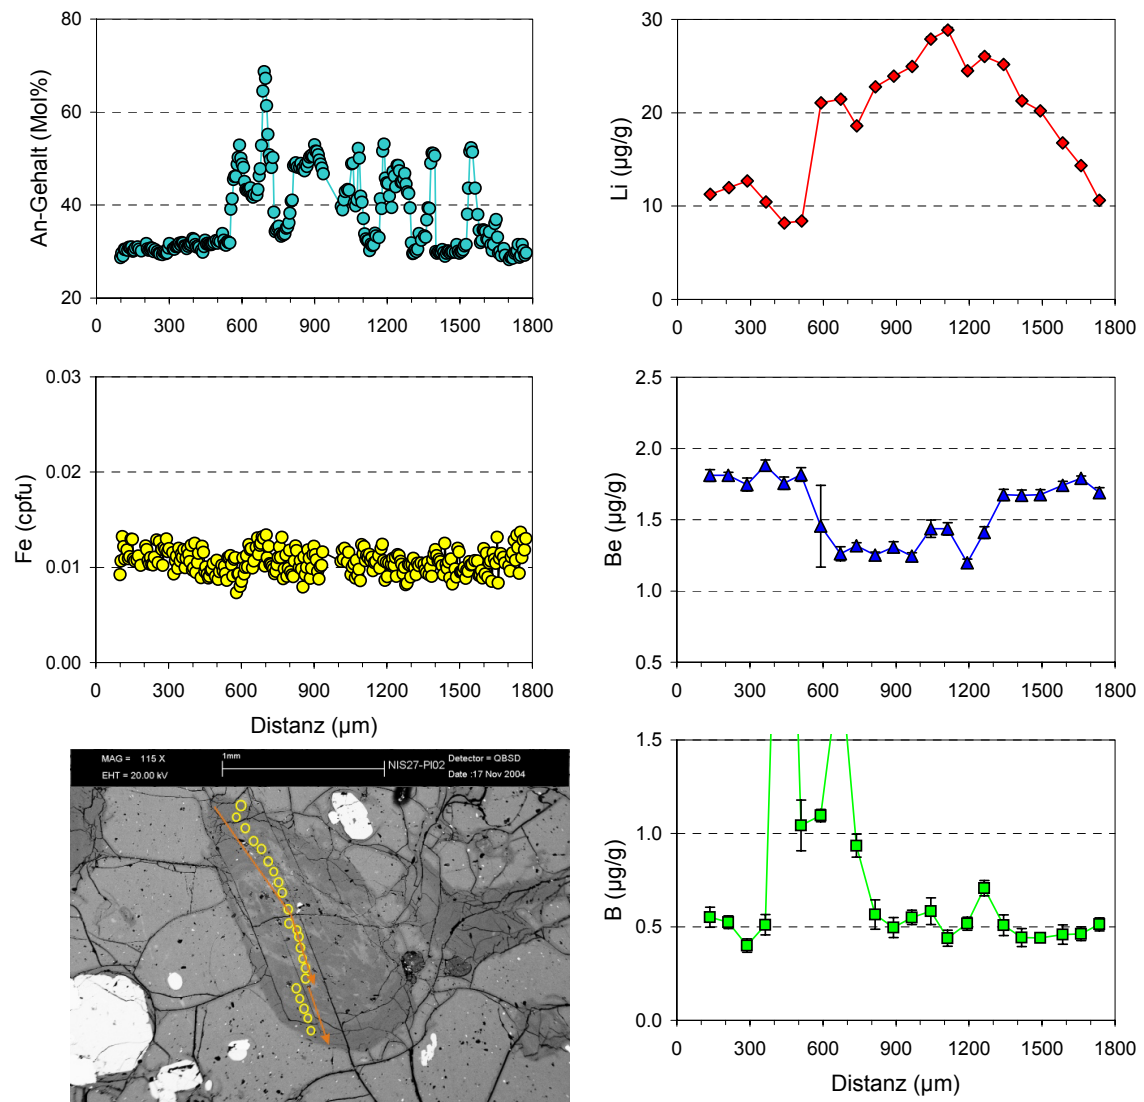 80
60
40
20
An-Gehalt (Mol%)
0 300 600 900 1200 1500 1800
30
20
10
0
Li (µg/g)
0 300 600 900 1200 1500 1800
0.03
0.02
0.01
0.00
Fe (cpfu)
0 300 600 900 1200 1500 1800
Distanz (µm)
2.5
2.0
1.5
1.0
0.5
Be (µg/g)
0 300 600 900 1200 1500 1800
MAG = 115 X
EHT = 20.00 kV
1mm
Detector = QBSD
NIS27-Pl02
Date :17 Nov 2004
1.5
1.0
0.5
0.0
B (µg/g)
0 300 600 900 1200 1500 1800
Distanz (µm)